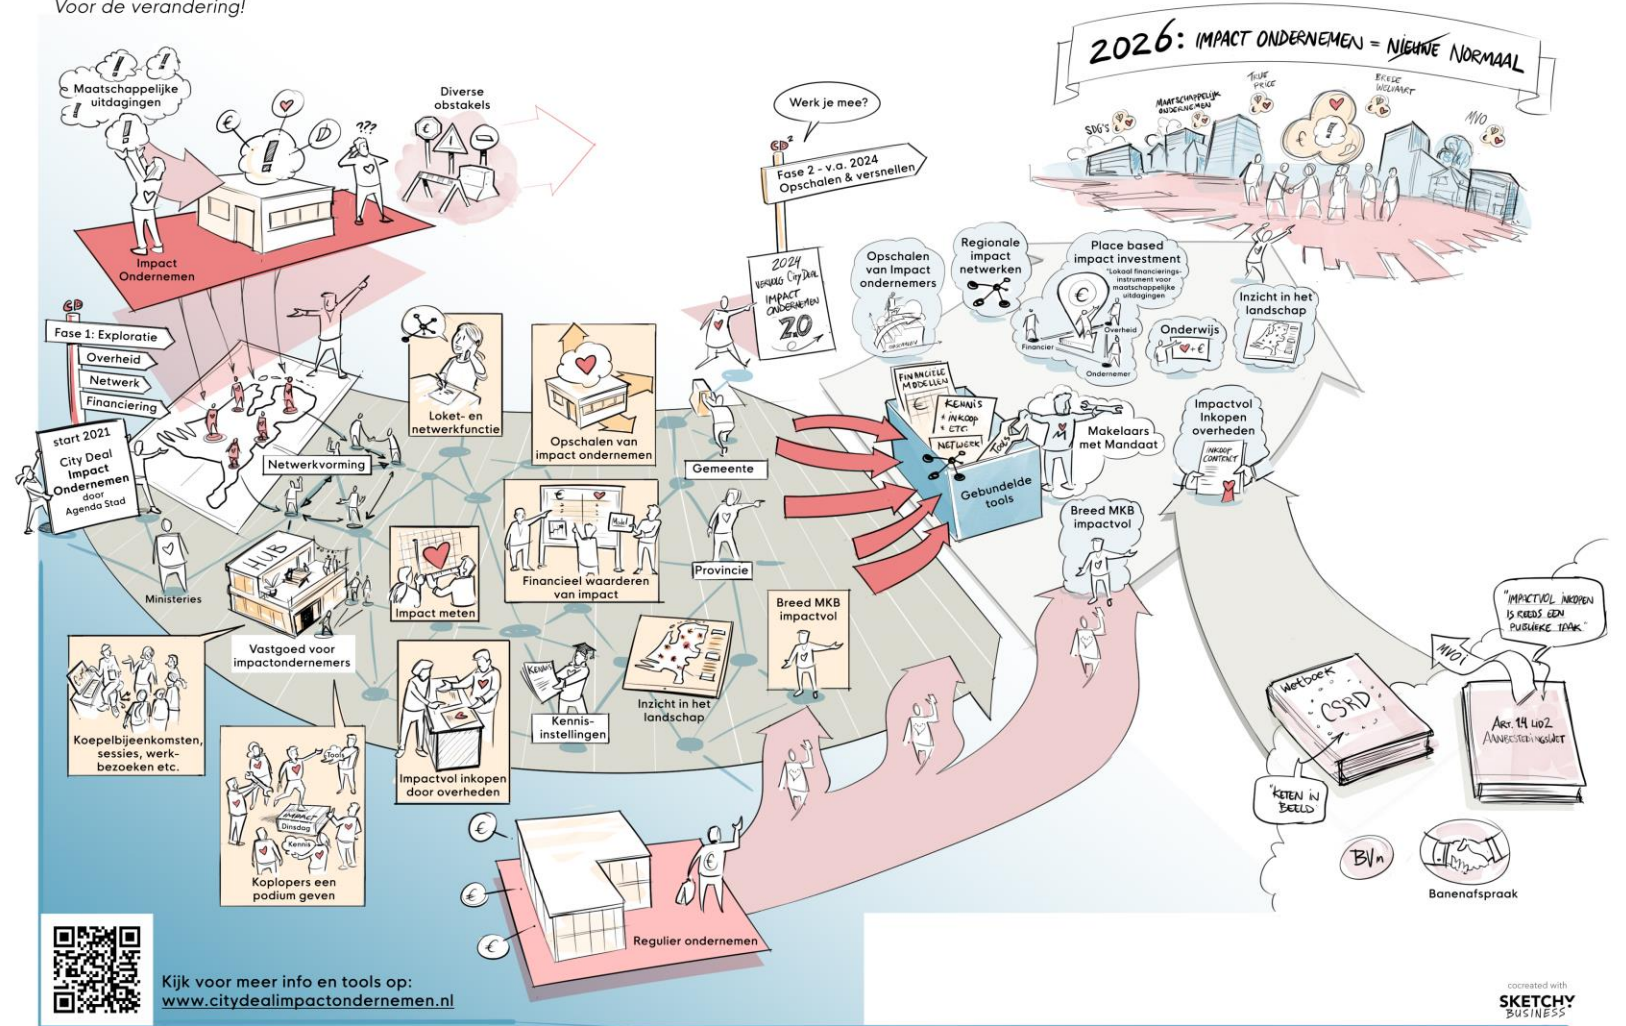 Voor de verandering!
Maatschappelijke
uitdagingen
Impact
Ondernemen
???
Diverse
obstakels
Werk je mee?
CD²
Fase 2 - v.a. 2024
Opschalen & versnellen
2024
VERVOLG City DEAL
IMPACT
ONDERNEMEN
2.0
2026: IMPACT ONDERNEMEN = NIEUWE NORMAAL
SDG'S
MAATSCHAPPELIJK
ONDERNEMEN
TRUE
PRICE
BREDE
WELVAART
MVO
CD
Fase 1: Exploratie
Overheid
Netwerk
Financiering
start 2021
City Deal
Impact
Ondernemen
door
Agenda Stad
Netwerkvorming
Loket- en
netwerkfunctie
Opschalen van
impact ondernemen
Gemeente
Provincie
Ministeries
HUB
Vastgoed voor
impactondernemers
Impact meten
Model
Financieel waarderen
van impact
Breed MKB
impactvol
Koepelbijeenkomsten,
sessies, werk-
bezoeken etc.
Tools
IMPACT
Dinsdag
Kennis
Koplopers een
podium geven
Impactvol inkopen
door overheden
KENNIS
Kennis-
instellingen
Inzicht in het
landschap
Opschalen
van Impact
ondernemers
Regionale
impact
netwerken
Place based
impact investment
"Lokaal financierings-
instrument voor
maatschappelijke
uitdagingen
Financier
Overheid
Ondernemer
Onderwijs
Inzicht in het
landschap
FINANCIELE
MODELLEN
KENNIS
+ INKOOP
+ ETC.
NETWERK
Tools
Gebundelde
tools
M
Makelaars
met Mandaat
Impactvol
Inkopen
overheden
INKOOP
CONTRACT
Breed MKB
impactvol
"IMPACTVOL INKOPEN
IS REEDS EEN
PUBLIEKE TAAK"
MVOi
Wetboek
CSRD
ART. 1.4 LID2
AANBESTEDINGSWET
"KETEN IN
BEELD
BVn
Banenafspraak
Regulier ondernemen
Kijk voor meer info en tools op:
www.citydealimpactondernemen.nl
cocreated with
SKETCHY
BUSINESS